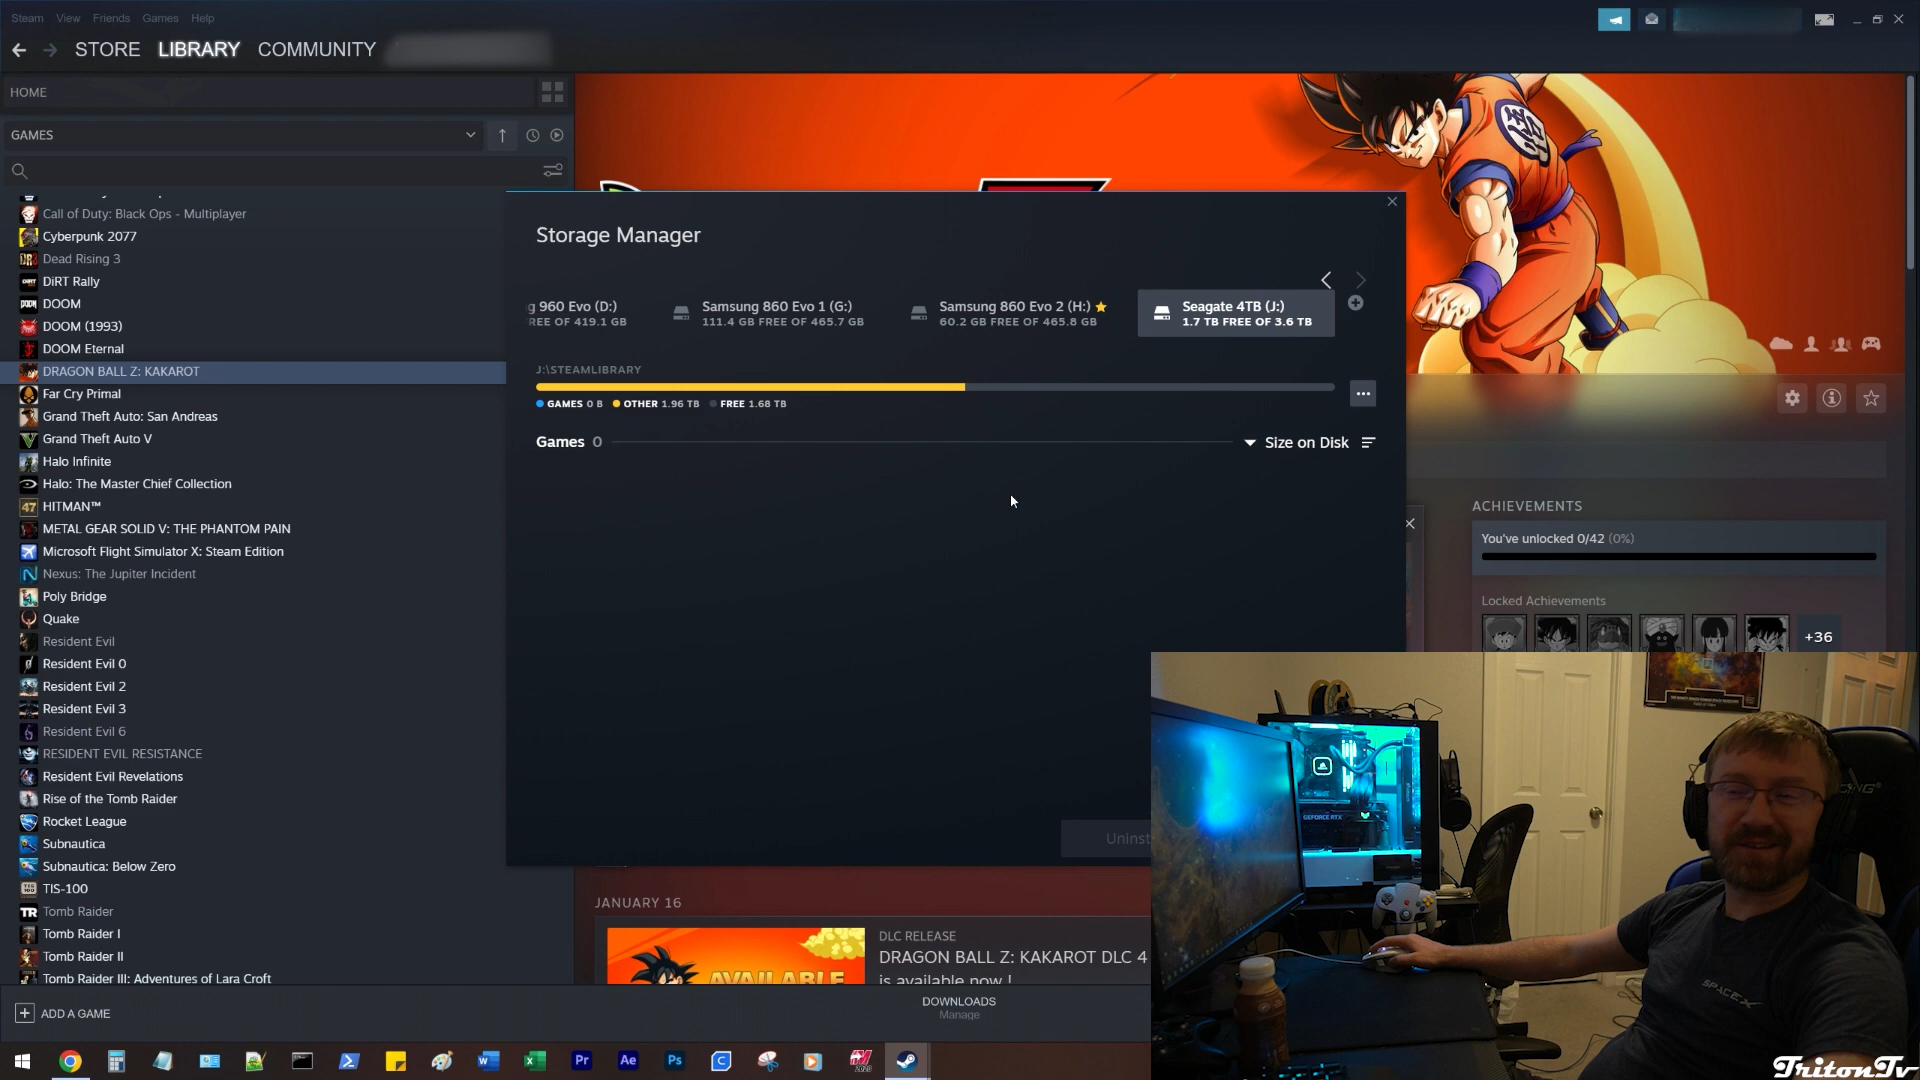 Steam View Friends Games Help
STORE LIBRARY COMMUNITY
HOME
GAMES
Call of Duty: Black Ops - Multiplayer
Cyberpunk 2077
Dead Rising 3
DiRT Rally
DOOM
DOOM (1993)
DOOM Eternal
DRAGON BALL Z: KAKAROT
Far Cry Primal
Grand Theft Auto: San Andreas
Grand Theft Auto V
Halo Infinite
Halo: The Master Chief Collection
HITMAN™
METAL GEAR SOLID V: THE PHANTOM PAIN
Microsoft Flight Simulator X: Steam Edition
Nexus: The Jupiter Incident
Poly Bridge
Quake
Resident Evil
Resident Evil 0
Resident Evil 2
Resident Evil 3
Resident Evil 6
RESIDENT EVIL RESISTANCE
Resident Evil Revelations
Rise of the Tomb Raider
Rocket League
Subnautica
Subnautica: Below Zero
TIS-100
Tomb Raider
Tomb Raider I
Tomb Raider II
Tomb Raider III: Adventures of Lara Croft
ADD A GAME
Storage Manager
g 960 Evo (D:)
REE OF 419.1 GB
Samsung 860 Evo 1 (G:)
111.4 GB FREE OF 465.7 GB
Samsung 860 Evo 2 (H:)
60.2 GB FREE OF 465.8 GB
Seagate 4TB (J:)
1.7 TB FREE OF 3.6 TB
J:\STEAMLIBRARY
GAMES 0 B OTHER 1.96 TB FREE 1.68 TB
Games 0
Size on Disk
Uninst
ACHIEVEMENTS
You've unlocked 0/42 (0%)
Locked Achievements
+36
JANUARY 16
AVAILABLE
DLC RELEASE
DRAGON BALL Z: KAKAROT DLC 4
is available now !
DOWNLOADS
Manage
GEFORCE RTX
SPACEX
Pr Ae Ps
TritonTv